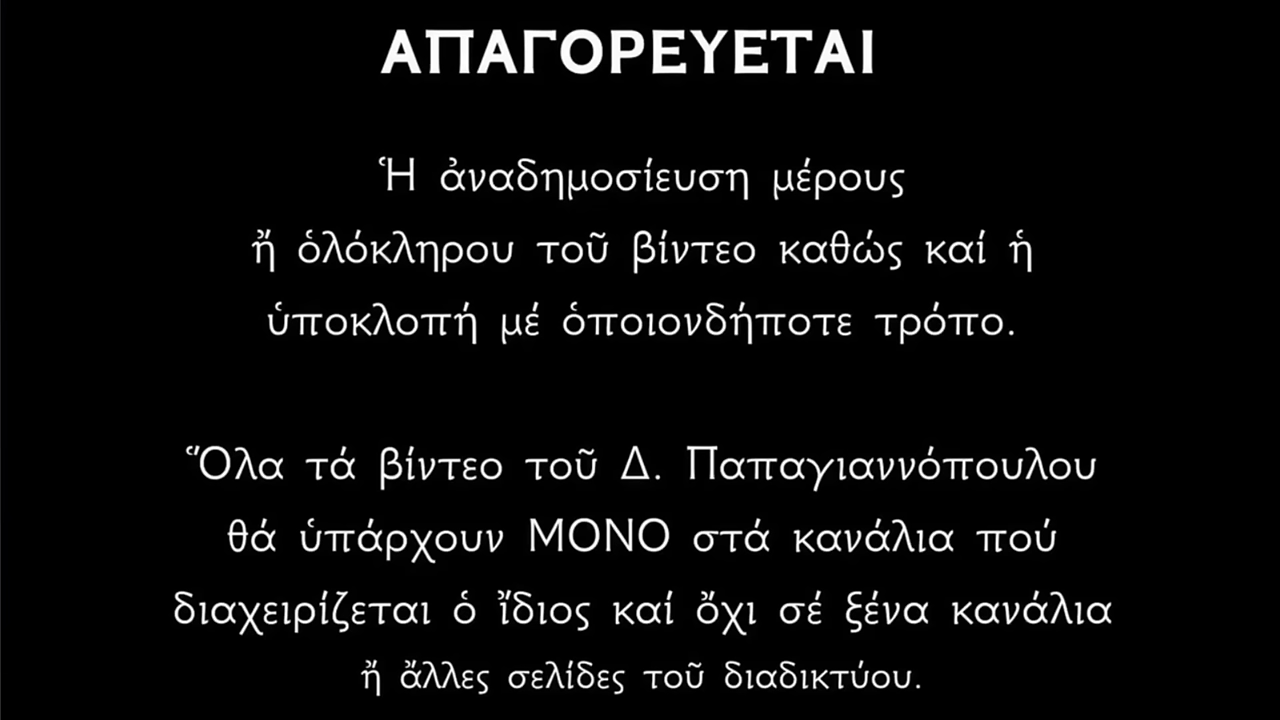 ΑΠΑΓΟΡΕΥΕΤΑΙ
Ἡ ἀναδημοσίευση μέρους
ἤ ὁλόκληρου τοῦ βίντεο καθώς καί ἡ
ὑποκλοπή μέ ὁποιονδήποτε τρόπο.
Ὅλα τά βίντεο τοῦ Δ. Παπαγιαννόπουλου
θά ὑπάρχουν ΜΟΝΟ στά κανάλια πού
διαχειρίζεται ὁ ἴδιος καί ὄχι σέ ξένα κανάλια
ἤ ἄλλες σελίδες τοῦ διαδικτύου.